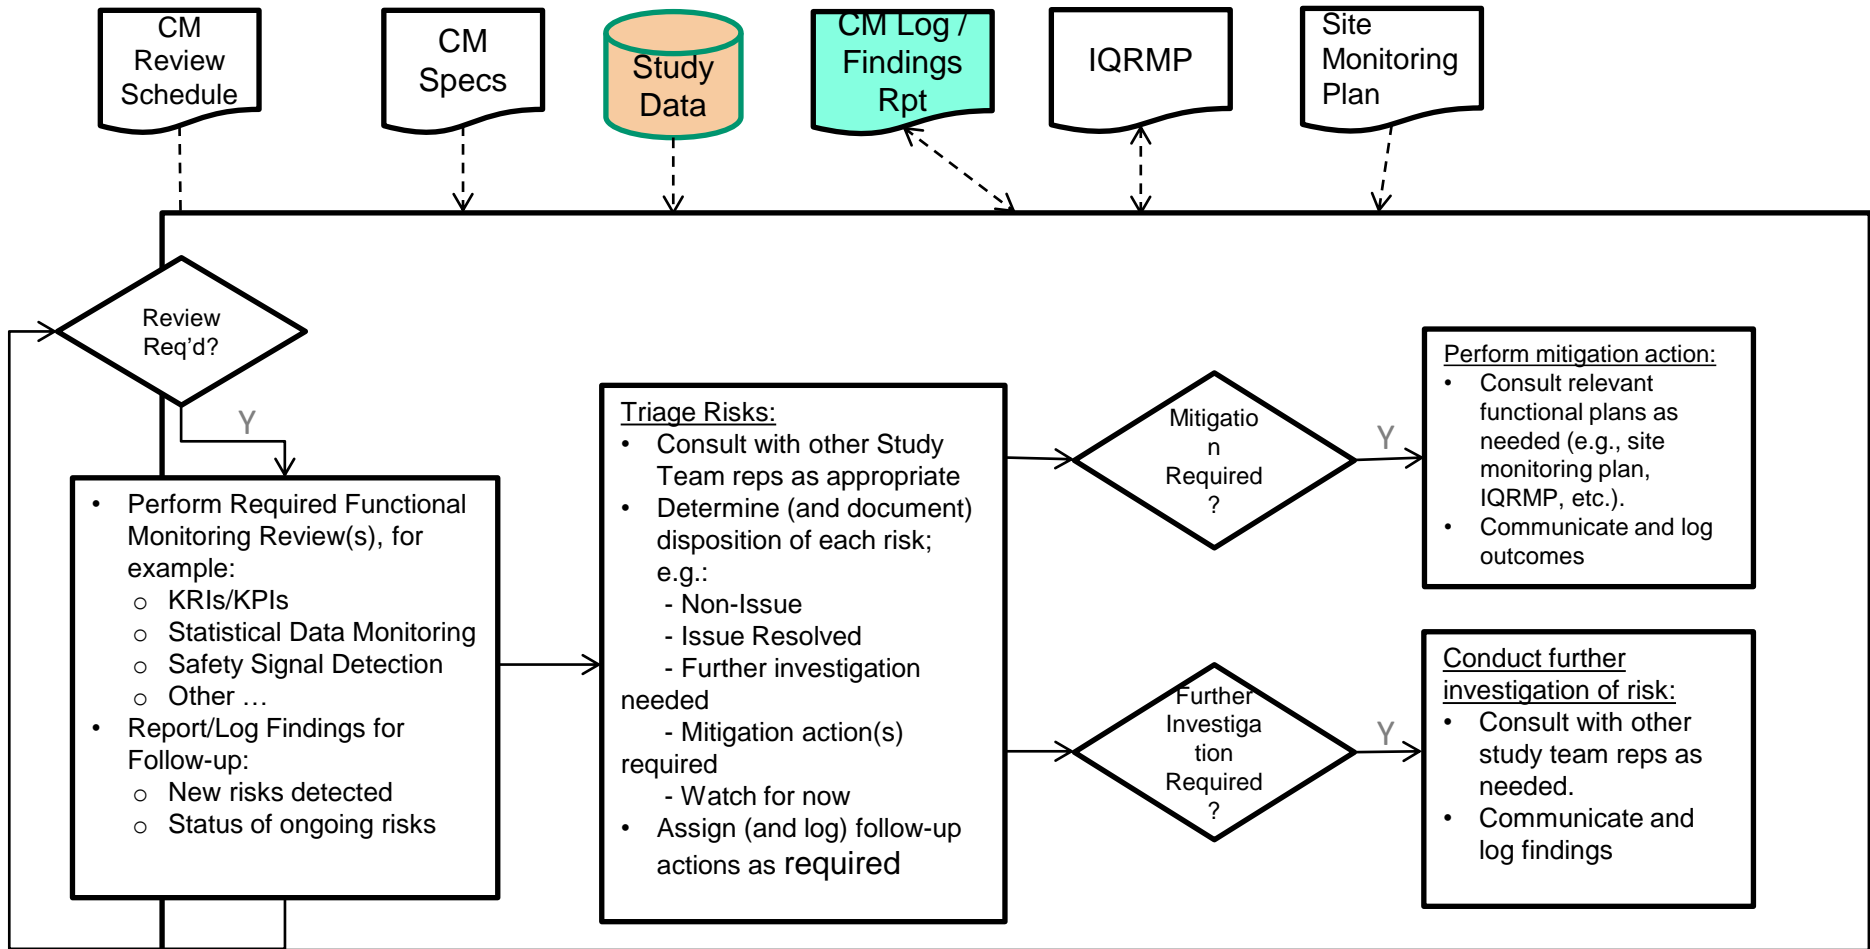 CM
Review
Schedule
CM
Specs
Study
Data
CM Log /
Findings
Rpt
IQRMP
Site
Monitoring
Plan
Review
Req’d?
Y
• Perform Required Functional
Monitoring Review(s), for
example:
o KRIs/KPIs
o Statistical Data Monitoring
o Safety Signal Detection
o Other …
• Report/Log Findings for
Follow-up:
o New risks detected
o Status of ongoing risks
Triage Risks:
• Consult with other Study
Team reps as appropriate
• Determine (and document)
disposition of each risk;
e.g.:
- Non-Issue
- Issue Resolved
- Further investigation
needed
- Mitigation action(s)
required
- Watch for now
• Assign (and log) follow-up
actions as required
Mitigatio
n
Required
?
Y
Perform mitigation action:
• Consult relevant
functional plans as
needed (e.g., site
monitoring plan,
IQRMP, etc.).
• Communicate and log
outcomes
Further
Investiga
tion
Required
?
Y
Conduct further
investigation of risk:
• Consult with other
study team reps as
needed.
• Communicate and
log findings